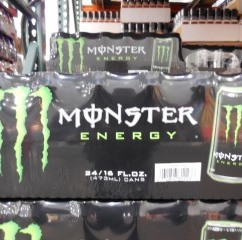 MONSTER
ENERGY
MONSTER
ENERGY
24/16 FL.OZ.
(473mL) CANS